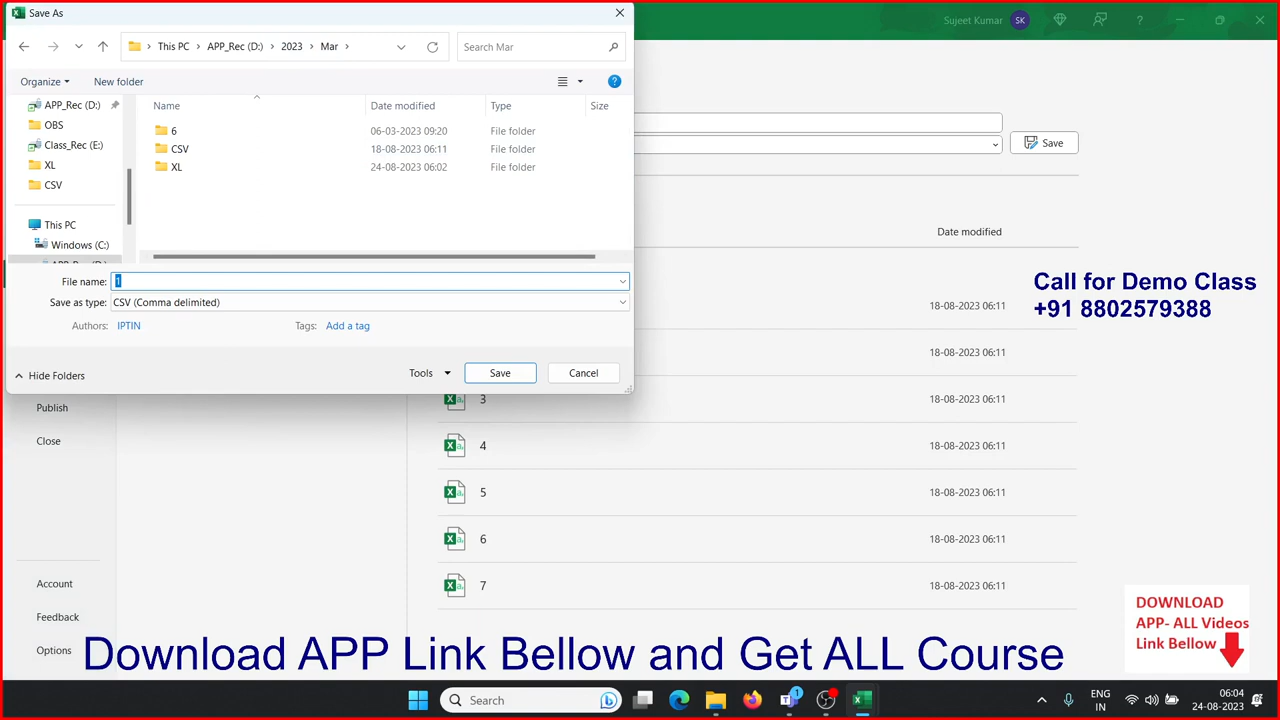 Save As
Sujeet Kumar SK
This PC > APP_Rec (D:) > 2023 > Mar >
Search Mar
Organize
New folder
Name
Date modified
Type
Size
APP_Rec (D:)
OBS
Class_Rec (E:)
XL
CSV
This PC
Windows (C:)
6 06-03-2023 09:20 File folder
CSV 18-08-2023 06:11 File folder
XL 24-08-2023 06:02 File folder
File name: 1
Save as type: CSV (Comma delimited)
Authors: IPTIN
Tags: Add a tag
Hide Folders
Tools
Save
Cancel
Save
Date modified
18-08-2023 06:11
18-08-2023 06:11
3 18-08-2023 06:11
4 18-08-2023 06:11
5 18-08-2023 06:11
6 18-08-2023 06:11
7 18-08-2023 06:11
Publish
Close
Account
Feedback
Options
Call for Demo Class
+91 8802579388
DOWNLOAD
APP- ALL Videos
Link Bellow
Download APP Link Bellow and Get ALL Course
Search
1
ENG
IN
06:04
24-08-2023